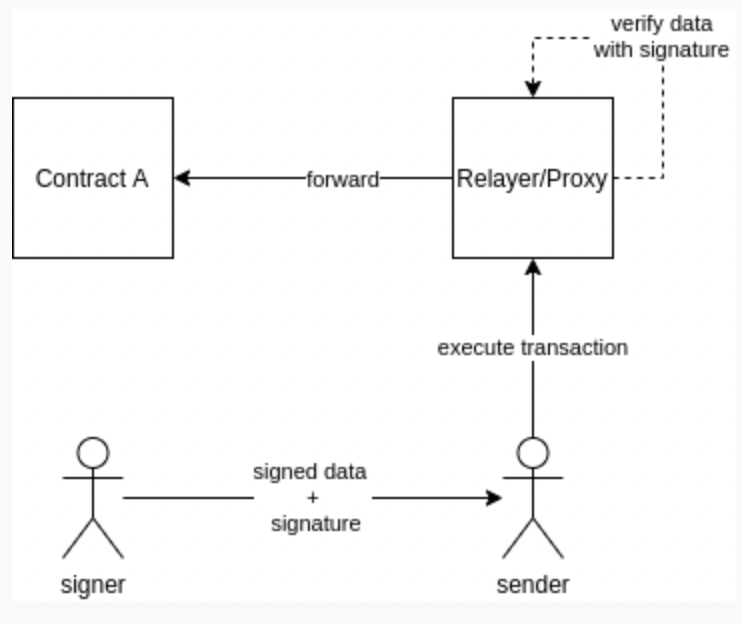 verify data
with signature
Contract A
forward
Relayer/Proxy
execute transaction
signed data
+
signature
signer
sender